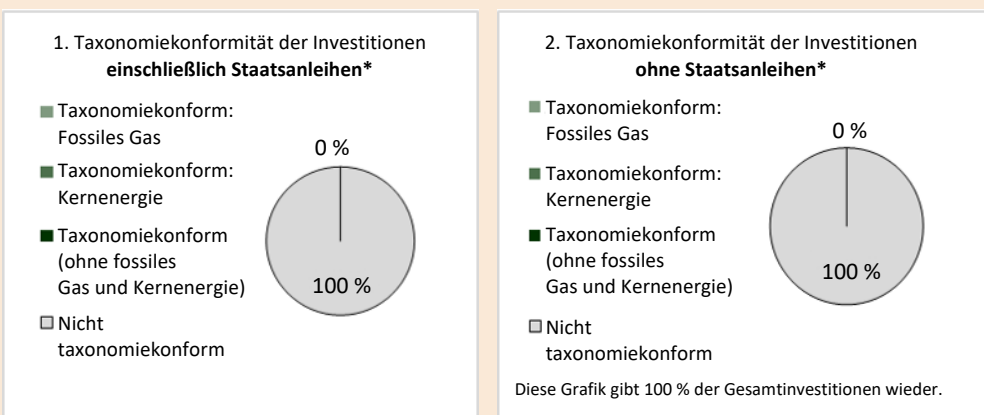 1. Taxonomiekonformität der Investitionen
einschließlich Staatsanleihen*
Taxonomiekonform:
Fossiles Gas
Taxonomiekonform:
Kernenergie
Taxonomiekonform
(ohne fossiles
Gas und Kernenergie)
Nicht
taxonomiekonform
0 %
100 %
2. Taxonomiekonformität der Investitionen
ohne Staatsanleihen*
Taxonomiekonform:
Fossiles Gas
Taxonomiekonform:
Kernenergie
Taxonomiekonform
(ohne fossiles
Gas und Kernenergie)
Nicht
taxonomiekonform
0 %
100 %
Diese Grafik gibt 100 % der Gesamtinvestitionen wieder.